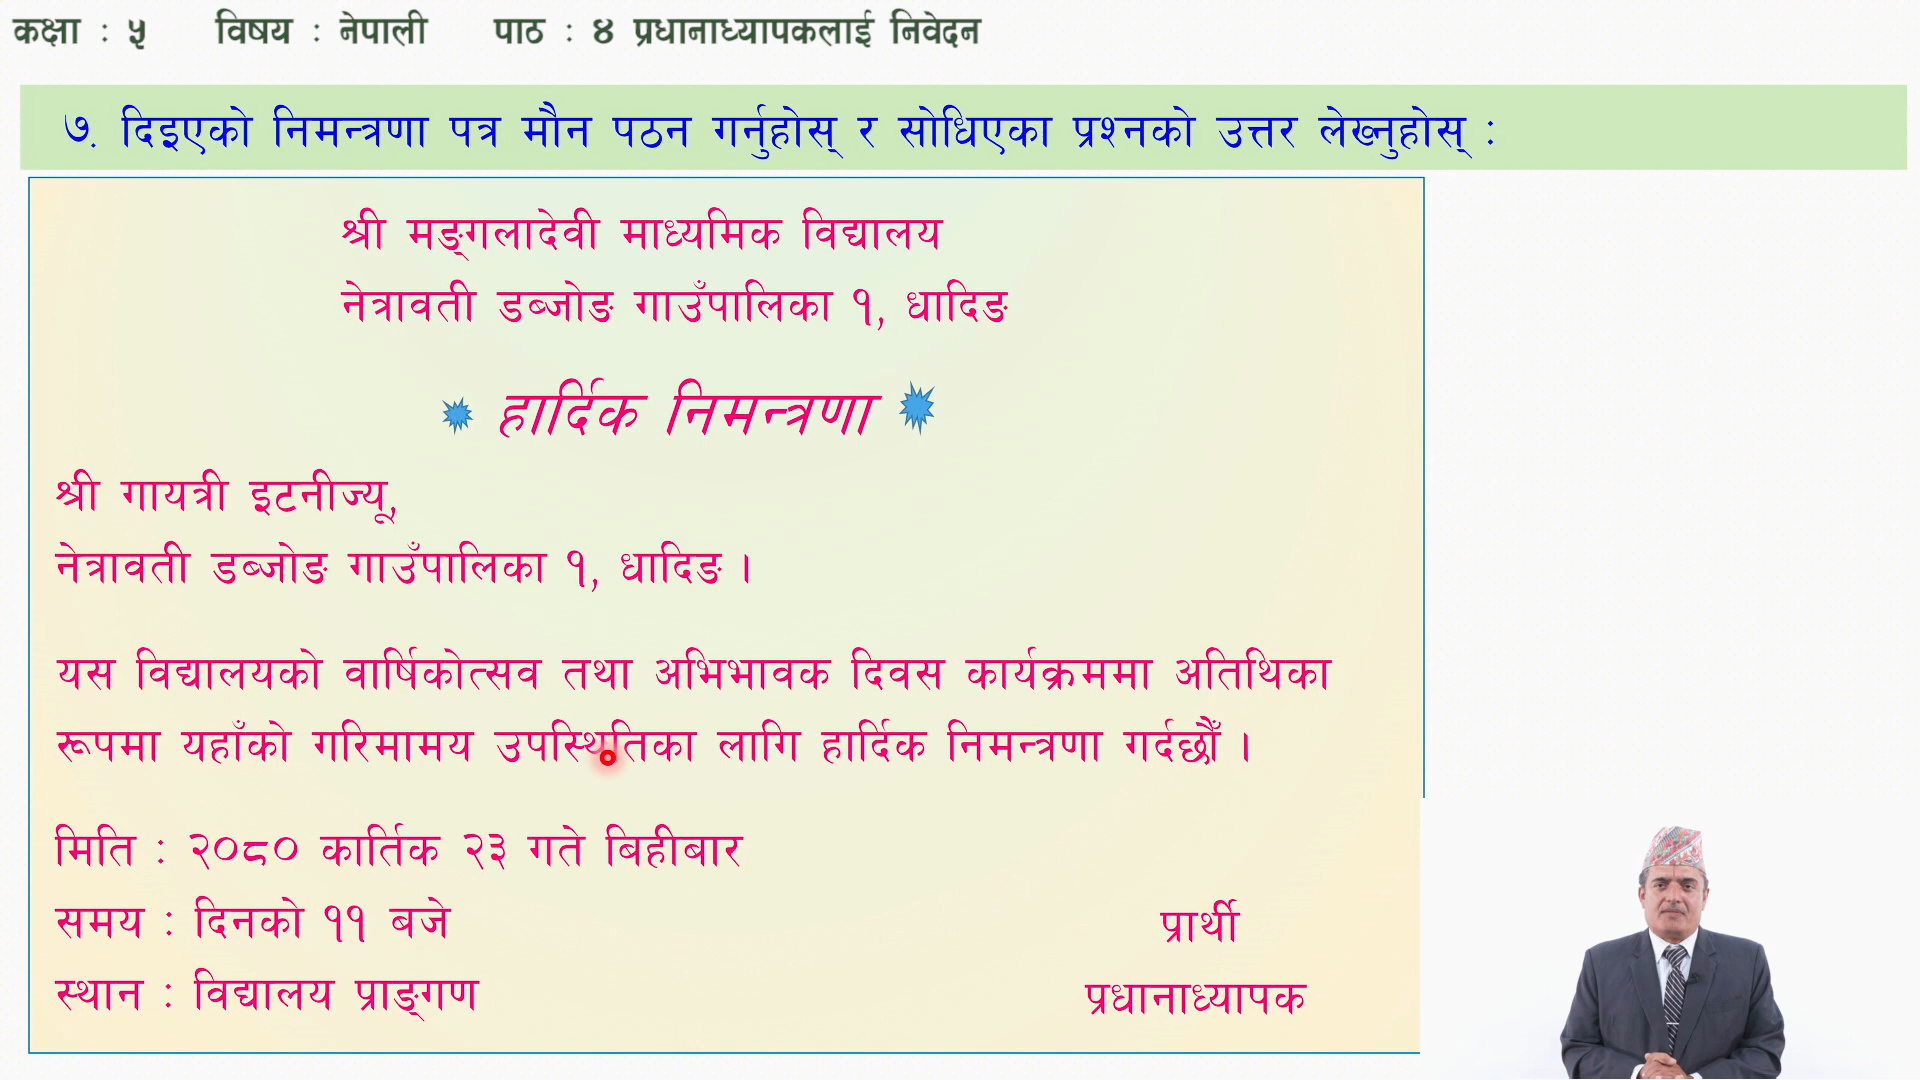 कक्षा : ५ विषय : नेपाली पाठ : ४ प्रधानाध्यापकलाई निवेदन
७. दिइएको निमन्त्रणा पत्र मौन पठन गर्नुहोस् र सोधिएका प्रश्नको उत्तर लेख्नुहोस् :
श्री मङ्गलादेवी माध्यमिक विद्यालय
नेत्रावती डब्जोङ गाउँपालिका १, धादिङ
हार्दिक निमन्त्रणा
श्री गायत्री इटनीज्यू,
नेत्रावती डब्जोङ गाउँपालिका १, धादिङ ।
यस विद्यालयको वार्षिकोत्सव तथा अभिभावक दिवस कार्यक्रममा अतिथिका
रूपमा यहाँको गरिमामय उपस्थितिका लागि हार्दिक निमन्त्रणा गर्दछौँ ।
मिति : २०८० कार्तिक २३ गते बिहीबार
समय : दिनको ११ बजे
स्थान : विद्यालय प्राङ्गण
प्रार्थी
प्रधानाध्यापक